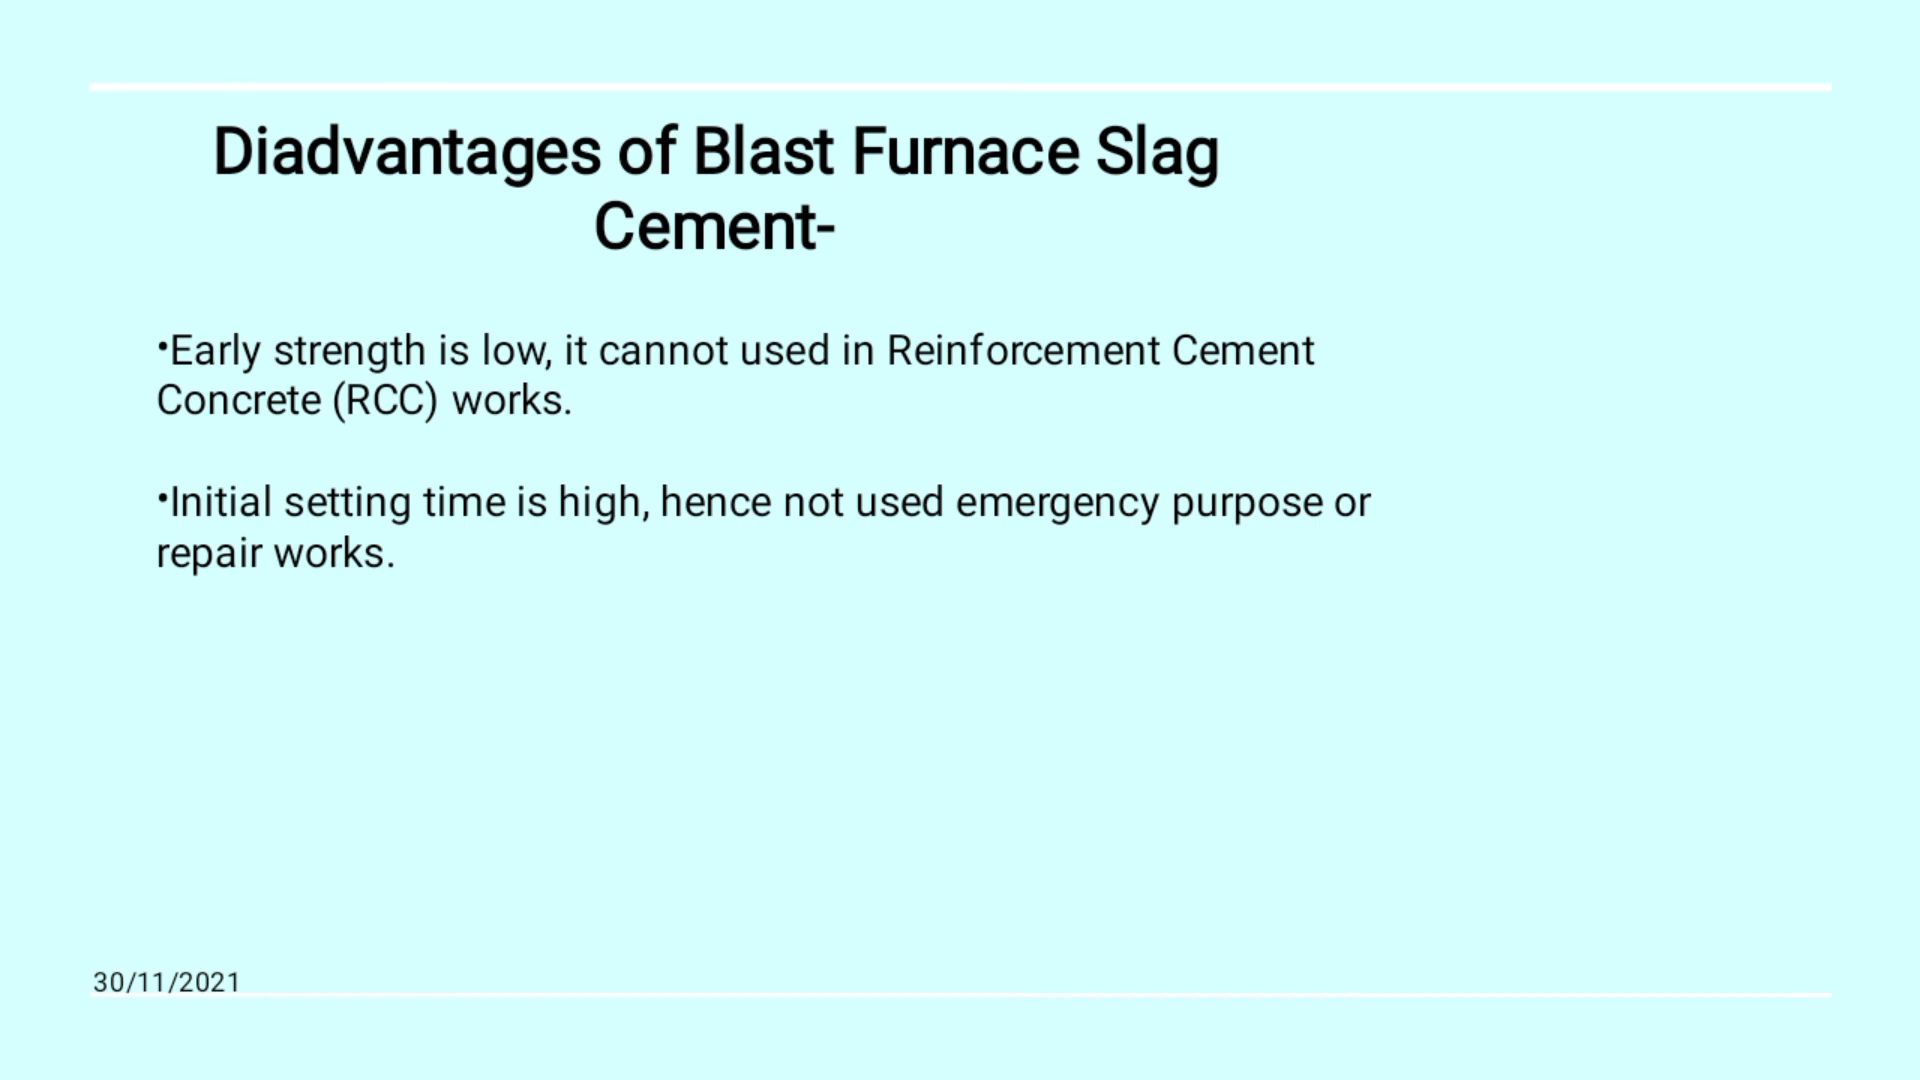 Diadvantages of Blast Furnace Slag
Cement-
•Early strength is low, it cannot used in Reinforcement Cement
Concrete (RCC) works.
•Initial setting time is high, hence not used emergency purpose or
repair works.
30/11/2021